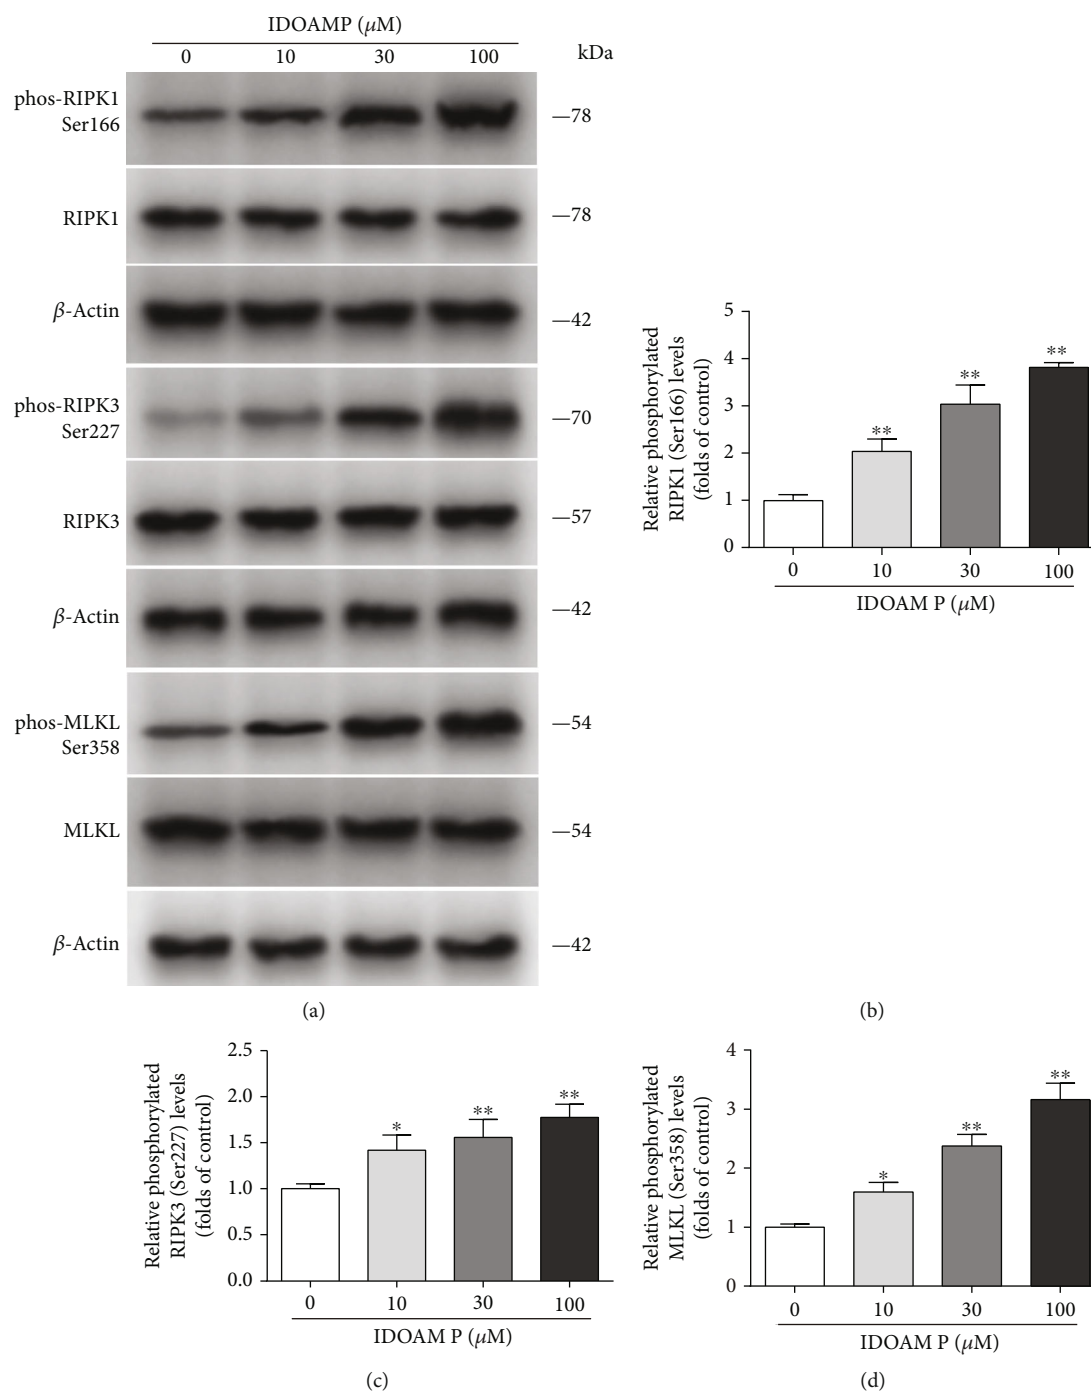 IDOAMP (μM)
0 10 30 100 kDa
phos-RIPK1
Ser166
—78
RIPK1 —78
β-Actin —42
phos-RIPK3
Ser227
—70
RIPK3 —57
β-Actin —42
phos-MLKL
Ser358
—54
MLKL —54
β-Actin —42
(a)
Relative phosphorylated
RIPK1 (Ser166) levels
(folds of control)
5
4
3
2
1
0
**
**
**
0 10 30 100
IDOAM P (μM)
(b)
Relative phosphorylated
RIPK3 (Ser227) levels
(folds of control)
2.5
2.0
1.5
1.0
0.5
0.0
*
**
**
0 10 30 100
IDOAM P (μM)
(c)
Relative phosphorylated
MLKL (Ser358) levels
(folds of control)
4
3
2
1
0
*
**
**
0 10 30 100
IDOAM P (μM)
(d)